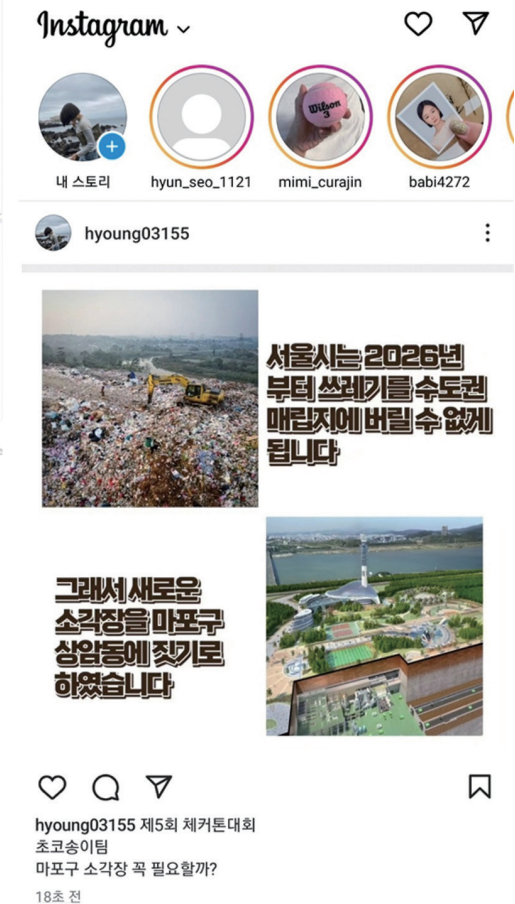 Instagram
Wilson
3
내 스토리
hyun_seo_1121
mimi_curajin
babi4272
hyoung03155
서울시는 2026년
부터 쓰레기를 수도권
매립지에 버릴 수 없게
됩니다
그래서 새로운
소각장을 마포구
상암동에 짓기로
하였습니다
hyoung03155 제5회 체커톤대회
초코송이팀
마포구 소각장 꼭 필요할까?
18초 전